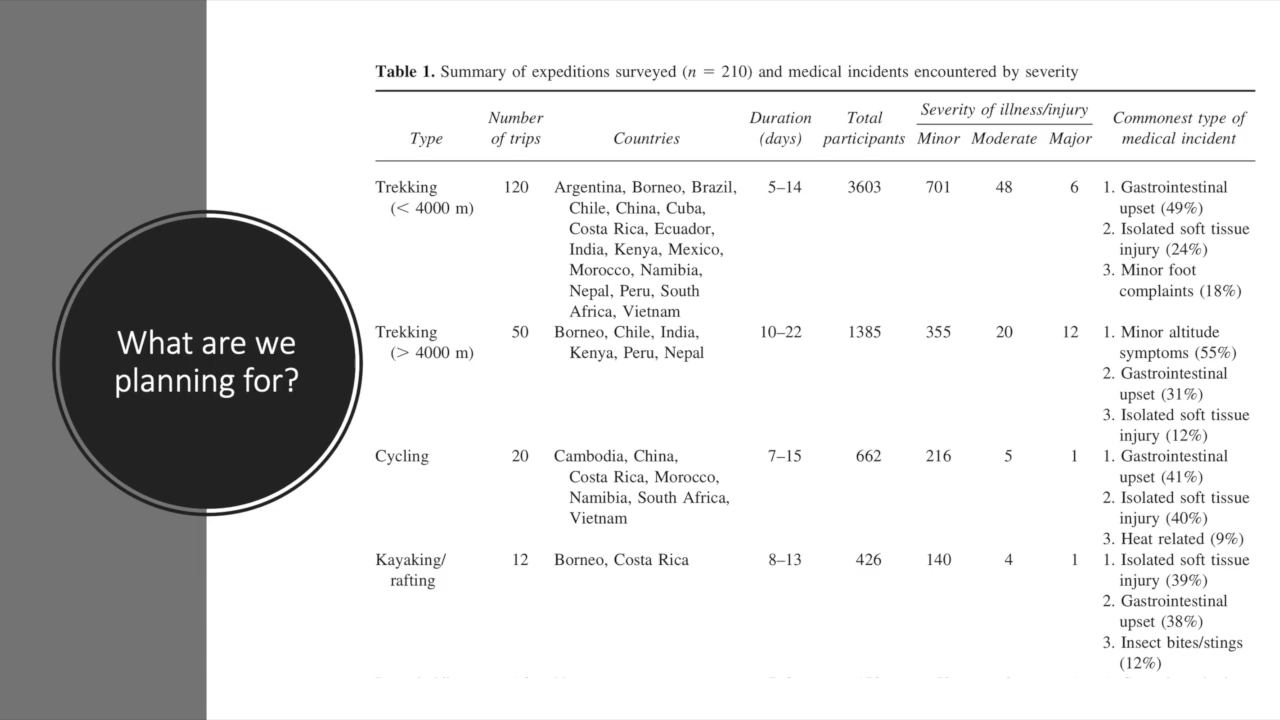 What are we
planning for?
Table 1. Summary of expeditions surveyed (n = 210) and medical incidents encountered by severity
Type Number of trips Countries Duration (days) Total participants Severity of illness/injury Minor Moderate Major Commonest type of medical incident
Trekking 120 Argentina, Borneo, Brazil, 5–14 3603 701 48 6 1. Gastrointestinal
(< 4000 m) Chile, China, Cuba, upset (49%)
Costa Rica, Ecuador, 2. Isolated soft tissue
India, Kenya, Mexico, injury (24%)
Morocco, Namibia, 3. Minor foot
Nepal, Peru, South complaints (18%)
Africa, Vietnam
Trekking 50 Borneo, Chile, India, 10–22 1385 355 20 12 1. Minor altitude
(> 4000 m) Kenya, Peru, Nepal symptoms (55%)
2. Gastrointestinal
upset (31%)
3. Isolated soft tissue
injury (12%)
Cycling 20 Cambodia, China, 7–15 662 216 5 1 1. Gastrointestinal
Costa Rica, Morocco, upset (41%)
Namibia, South Africa, 2. Isolated soft tissue
Vietnam injury (40%)
3. Heat related (9%)
Kayaking/ 12 Borneo, Costa Rica 8–13 426 140 4 1 1. Isolated soft tissue
rafting injury (39%)
2. Gastrointestinal
upset (38%)
3. Insect bites/stings
(12%)